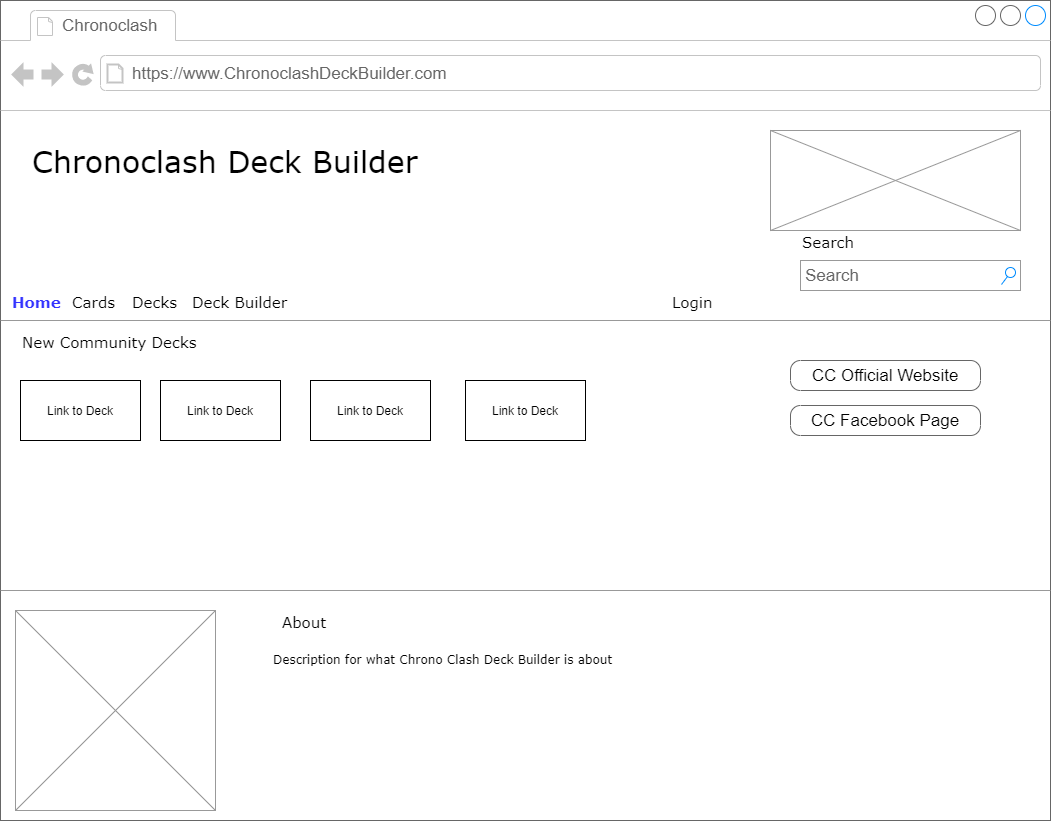 Chronoclash
https://www.ChronoclashDeckBuilder.com
Chronoclash Deck Builder
Search
Search
Home Cards Decks Deck Builder Login
New Community Decks
CC Official Website
Link to Deck Link to Deck Link to Deck Link to Deck
CC Facebook Page
About
Description for what Chrono Clash Deck Builder is about